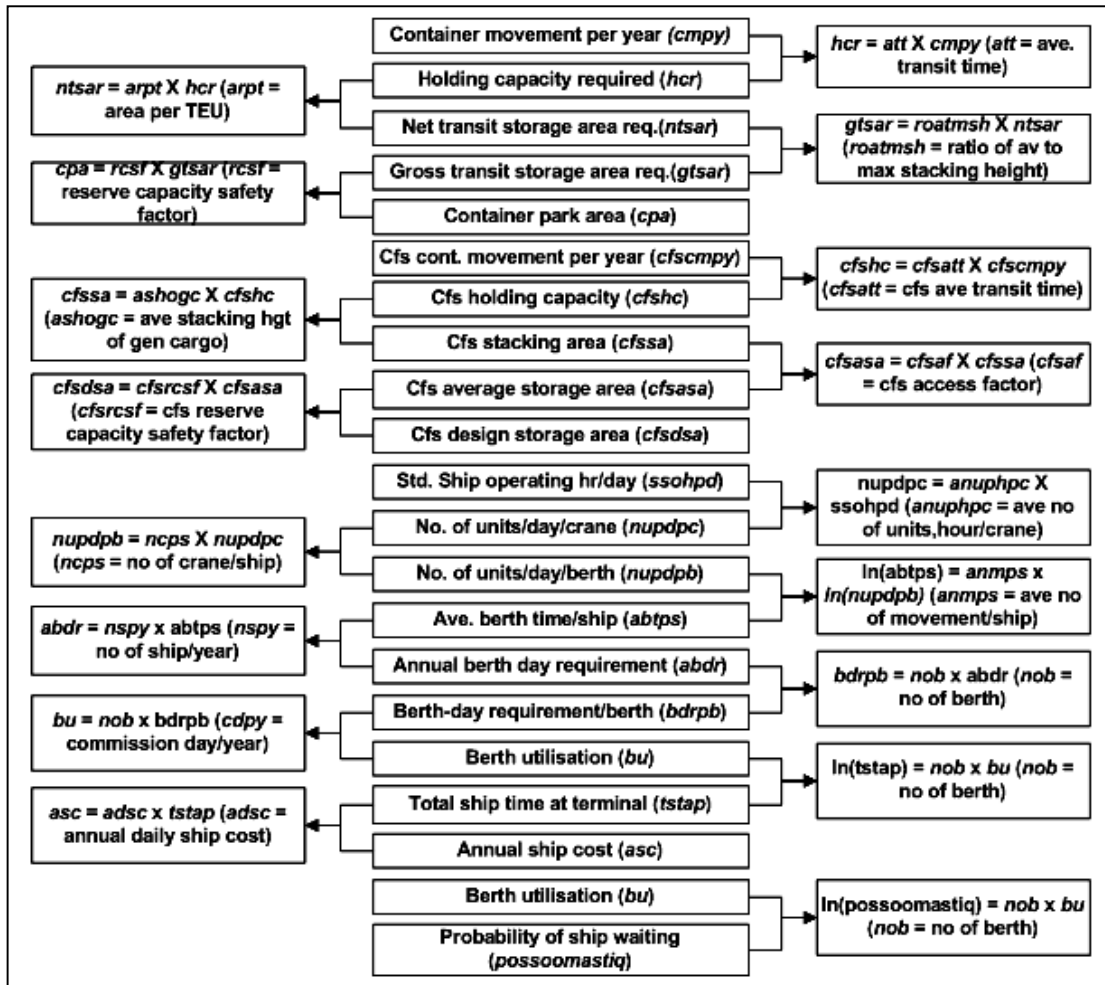 Container movement per year (cmpy)
hcr = att X cmpy (att = ave.
transit time)
Holding capacity required (hcr)
ntsar = arpt X hcr (arpt =
area per TEU)
Net transit storage area req.(ntsar)
gtsar = roatmsh X ntsar
(roatmsh = ratio of av to
max stacking height)
Gross transit storage area req.(gtsar)
cpa = rcsf X gtsar (rcsf =
reserve capacity safety
factor)
Container park area (cpa)
Cfs cont. movement per year (cfscmpy)
cfshc = cfsatt X cfscmpy
(cfsatt = cfs ave transit time)
Cfs holding capacity (cfshc)
cfssa = ashogc X cfshc
(ashogc = ave stacking hgt
of gen cargo)
Cfs stacking area (cfssa)
cfsasa = cfsaf X cfssa (cfsaf
= cfs access factor)
Cfs average storage area (cfsasa)
cfsdsa = cfsrcsf X cfsasa
(cfsrcsf = cfs reserve
capacity safety factor)
Cfs design storage area (cfsdsa)
Std. Ship operating hr/day (ssohpd)
nupdpc = anuphpc X
ssohpd (anuphpc = ave no
of units,hour/crane)
No. of units/day/crane (nupdpc)
nupdpb = ncps X nupdpc
(ncps = no of crane/ship)
No. of units/day/berth (nupdpb)
ln(abtps) = anmps x
ln(nupdpb) (anmps = ave no
of movement/ship)
Ave. berth time/ship (abtps)
abdr = nspy x abtps (nspy =
no of ship/year)
Annual berth day requirement (abdr)
bdrpb = nob x abdr (nob =
no of berth)
Berth-day requirement/berth (bdrpb)
bu = nob x bdrpb (cdpy =
commission day/year)
Berth utilisation (bu)
ln(tstap) = nob x bu (nob =
no of berth)
Total ship time at terminal (tstap)
asc = adsc x tstap (adsc =
annual daily ship cost)
Annual ship cost (asc)
Berth utilisation (bu)
ln(possoomastiq) = nob x bu
(nob = no of berth)
Probability of ship waiting
(possoomastiq)